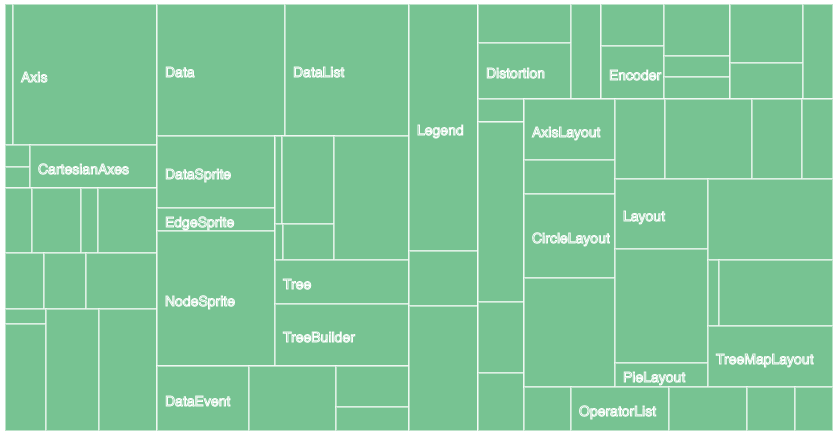 Axis
Data
DataList
Legend
Distortion
Encoder
CartesianAxes
DataSprite
AxisLayout
EdgeSprite
Layout
CircleLayout
NodeSprite
Tree
TreeBuilder
TreeMapLayout
PieLayout
DataEvent
OperatorList